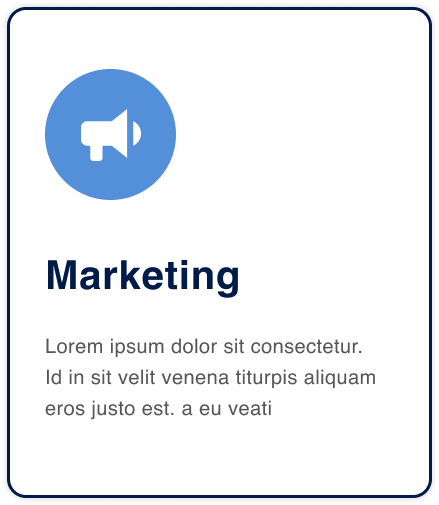 Marketing
Lorem ipsum dolor sit consectetur.
Id in sit velit venena titurpis aliquam
eros justo est. a eu veati